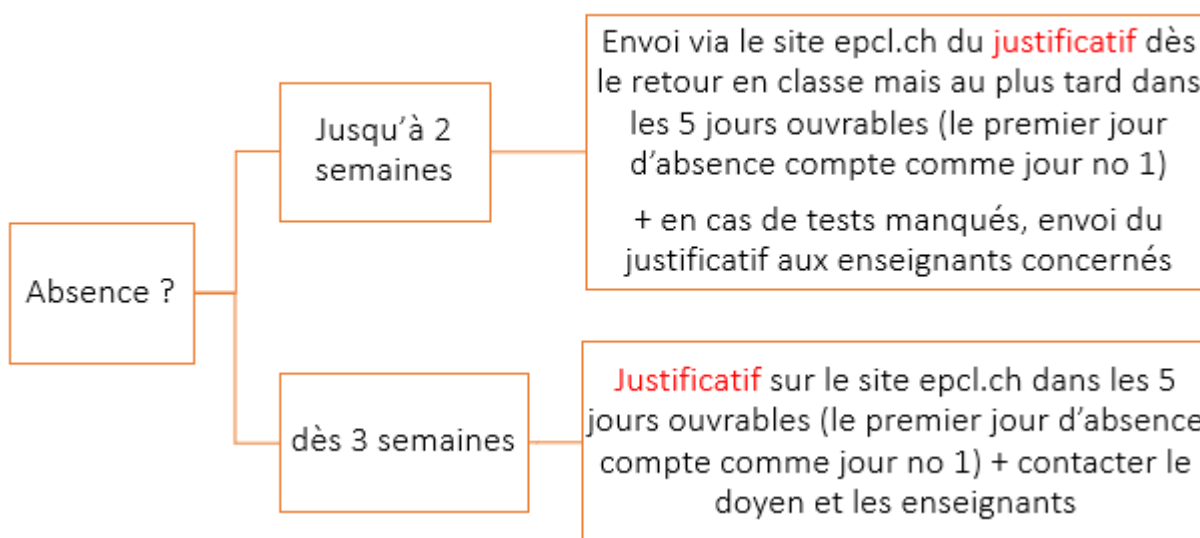 Absence ?
Jusqu’à 2
semaines
Envoi via le site epcl.ch du justificatif dès
le retour en classe mais au plus tard dans
les 5 jours ouvrables (le premier jour
d’absence compte comme jour no 1)
+ en cas de tests manqués, envoi du
justificatif aux enseignants concernés
dès 3 semaines
Justificatif sur le site epcl.ch dans les 5
jours ouvrables (le premier jour d’absence
compte comme jour no 1) + contacter le
doyen et les enseignants